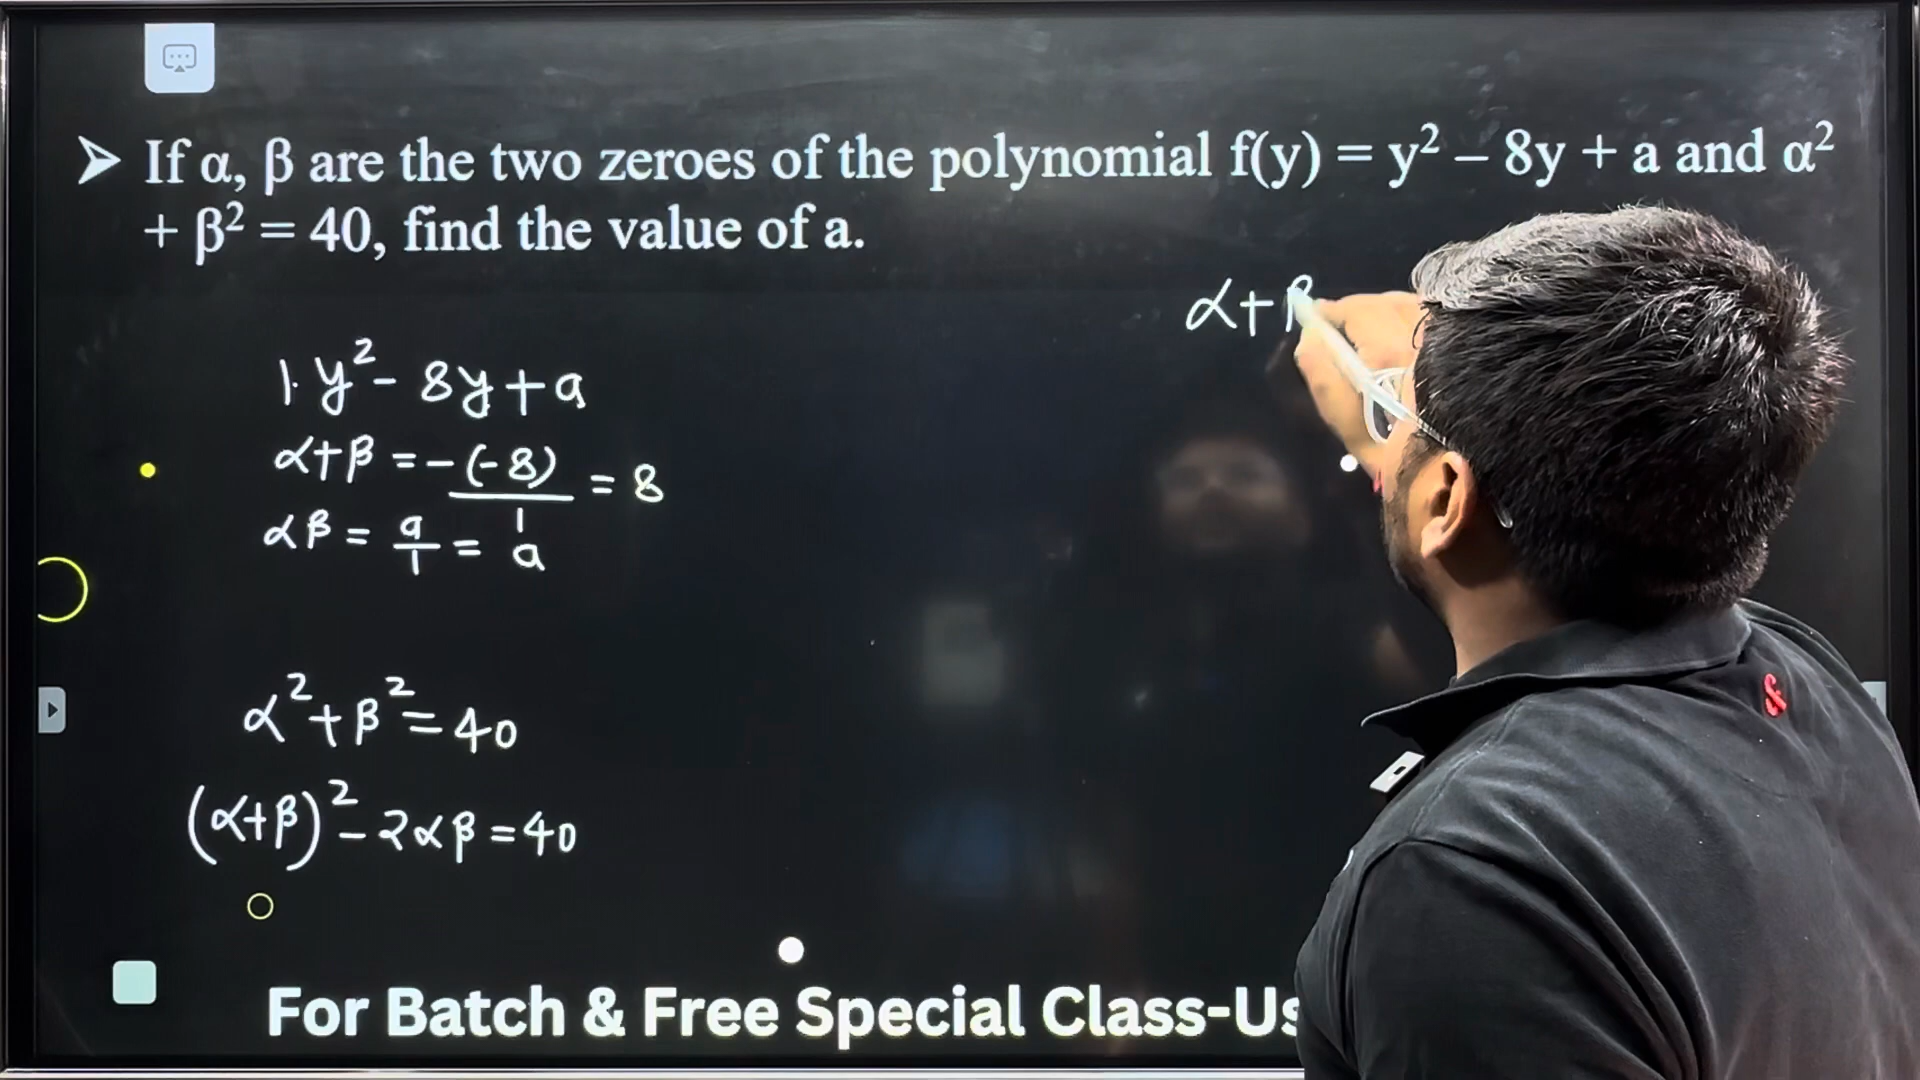 ➤ If α, β are the two zeroes of the polynomial f(y) = y² – 8y + a and α²
+ β² = 40, find the value of a.
α+β
1. y² - 8y + a
α+β = -(-8)/1 = 8
αβ = a/1 = a
α² + β² = 40
(α+β)² - 2αβ = 40
For Batch & Free Special Class-Us